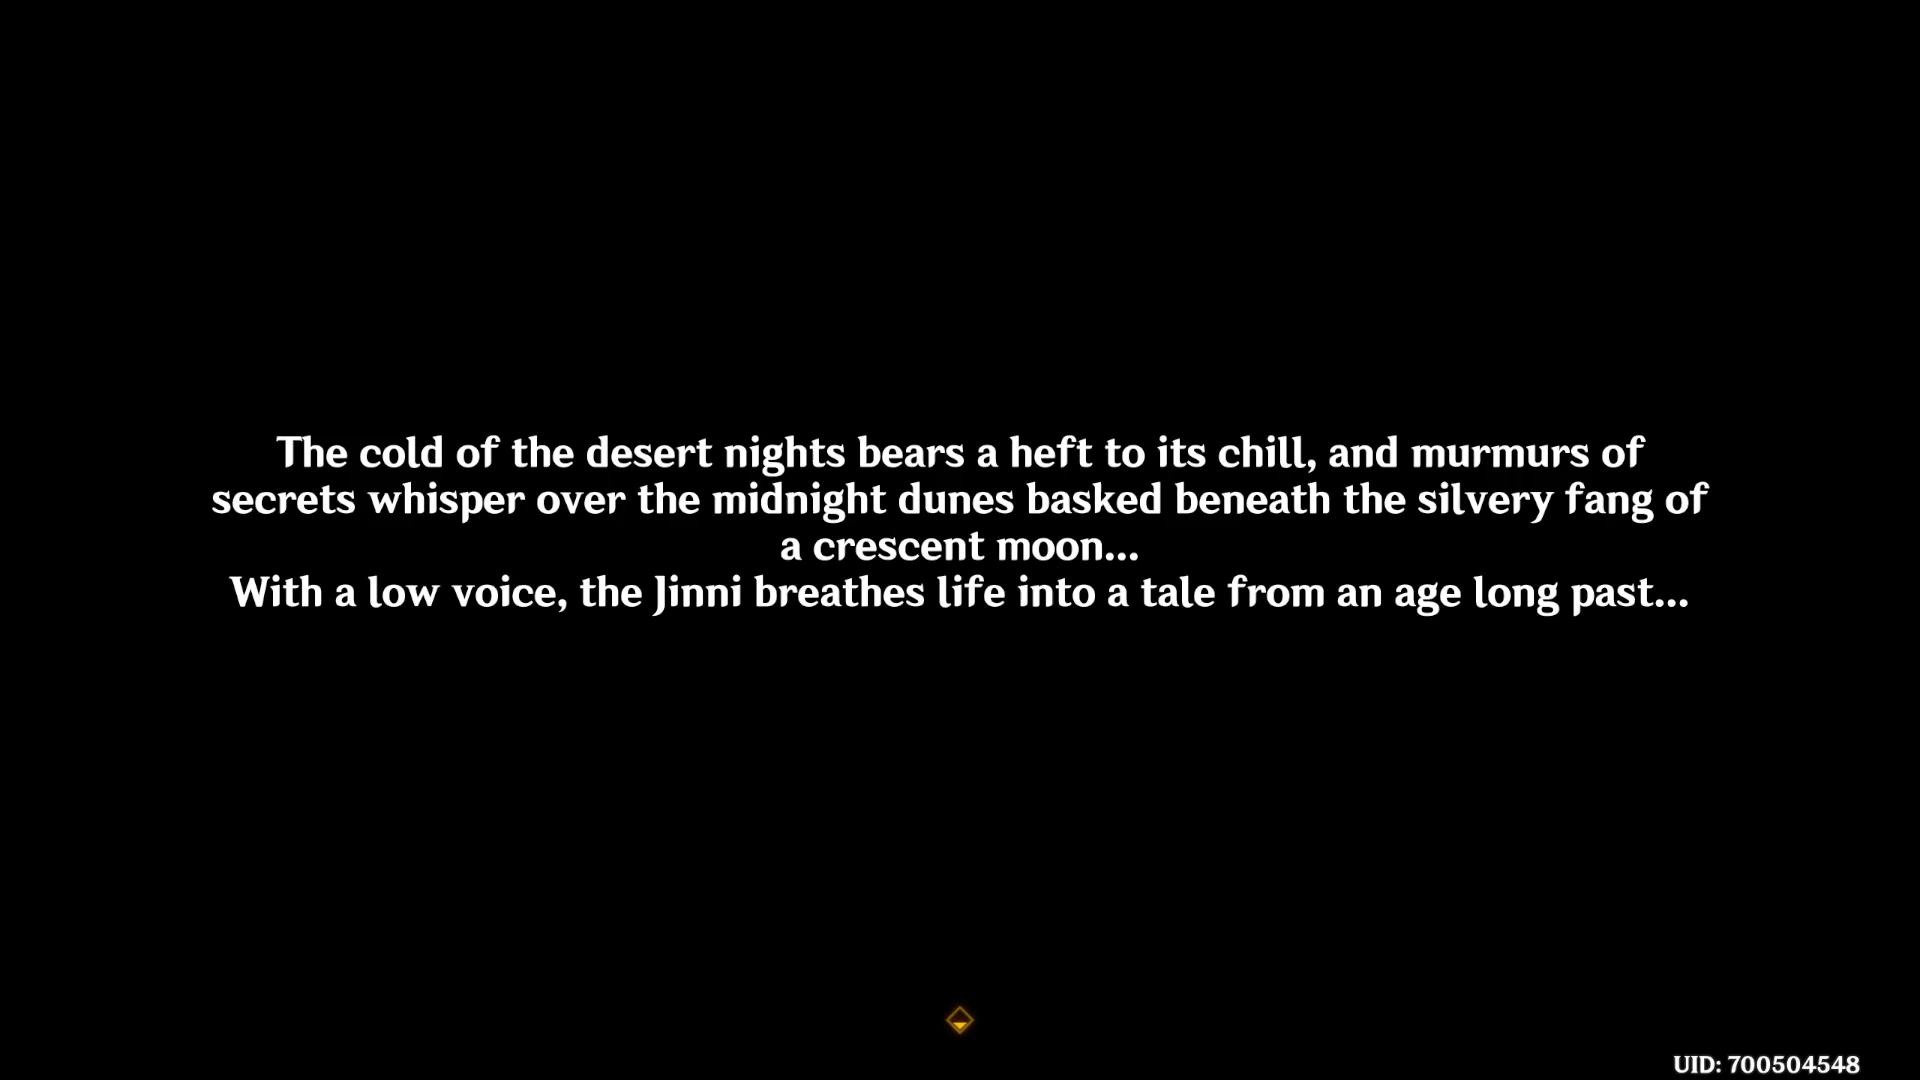 The cold of the desert nights bears a heft to its chill, and murmurs of
secrets whisper over the midnight dunes basked beneath the silvery fang of
a crescent moon...
With a low voice, the Jinni breathes life into a tale from an age long past...
UID: 700504548